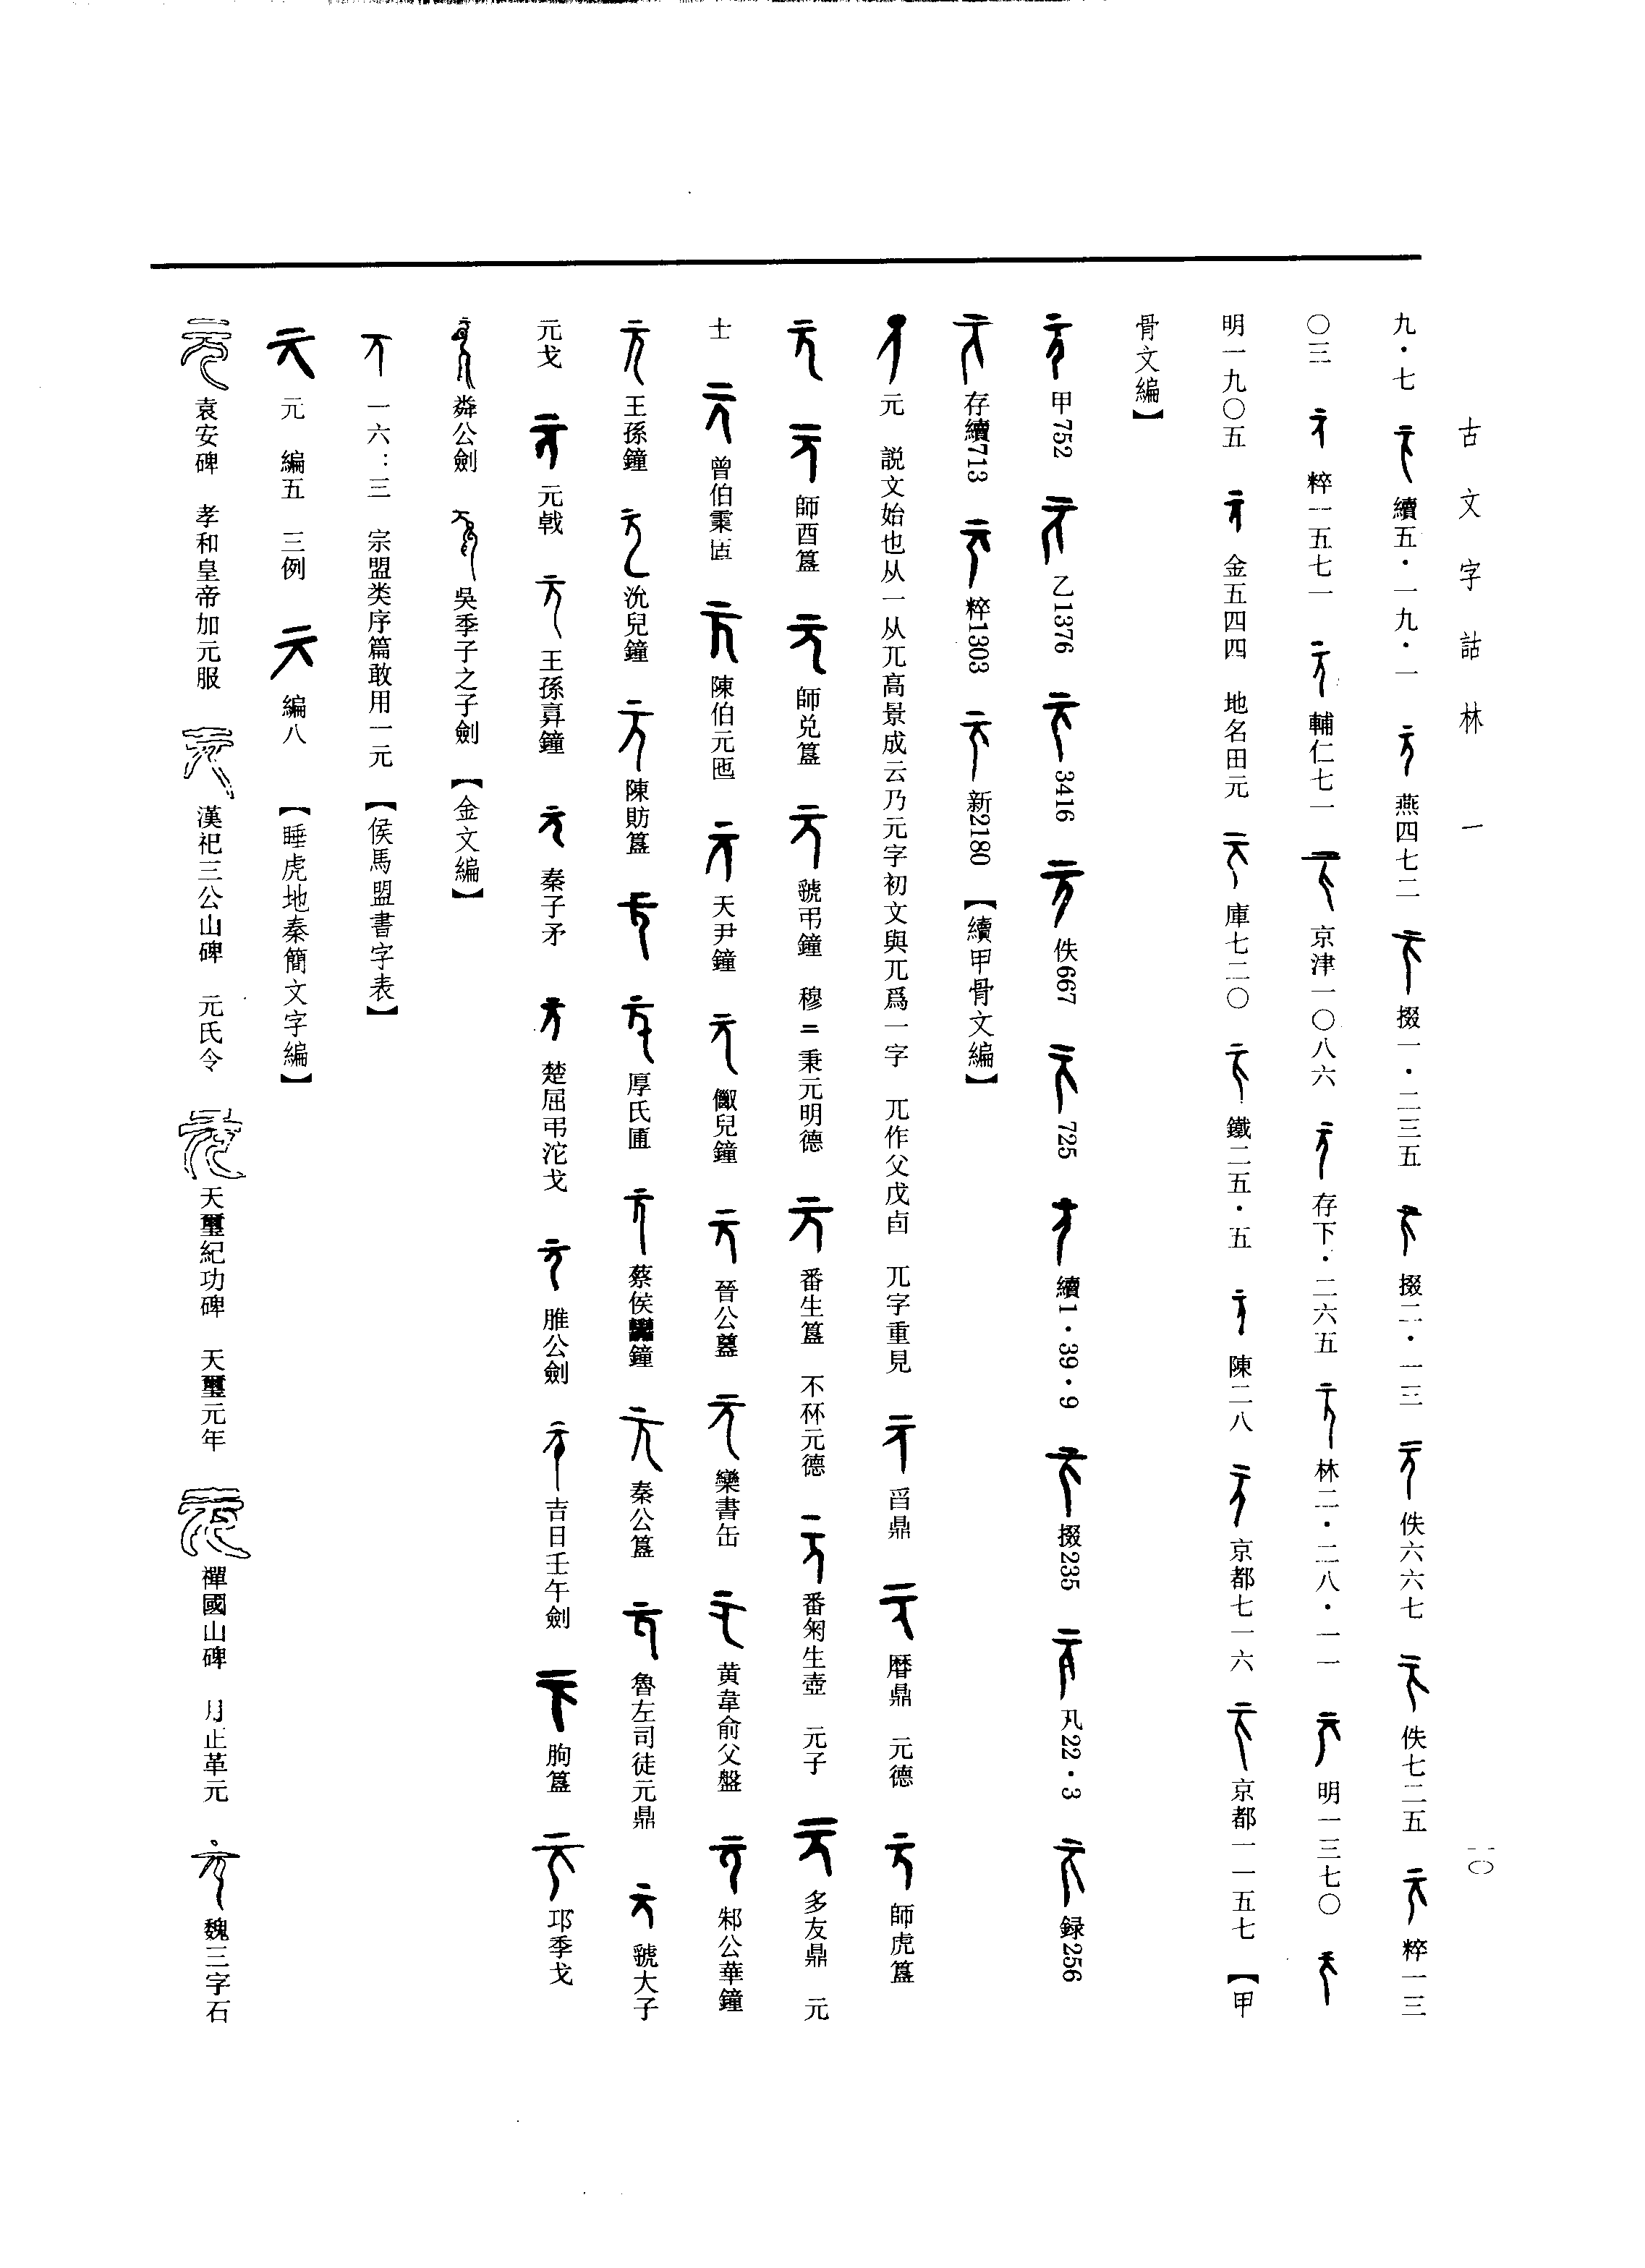 古文字詁林 一
一〇
九·七 續五·一九·一 燕四七二 掇一·二三五 掇二·一三 佚六六七 佚七二五 粹一三
〇三 粹一五七一 輔仁七一 京津一〇八六 存下·二六五 林二·二八·一一 明一三七〇
明一九〇五 金五四四 地名田元 庫七二〇 鐵二五·五 陳二八 京都七一六 京都一一五七 【甲
骨文編】
甲752 乙1376 3416 佚667 725 續1·39·9 掇235 凡22·3 録256
存續713 粹1303 新2180 【續甲骨文編】
元 説文始也从一从兀高景成云乃元字初文與兀爲一字 兀作父戊卣 兀字重見 舀鼎 曆鼎 元德 師虎簋
師酉簋 師兑簋 虢弔鐘 穆〓秉元明德 番生簋 不杯元德 番匊生壺 元子 多友鼎 元
士 曾伯霥匠 陳伯元匜 天尹鐘 儠兒鐘 晉公𥂴 欒書缶 黄韋俞父盤 邾公華鐘
王孫鐘 沇兒鐘 陳肪簋 厚氏匍 蔡侯鐘 秦公簋 魯左司徒元鼎 虢大子
元戈 元戟 王孫㝬鐘 秦子矛 楚屈弔沱戈 脽公劍 吉日壬午劍 朐簋 邛季戈
㷠公劍 吳季子之子劍 【金文編】
一六：三 宗盟类序篇敢用一元 【侯馬盟書字表】
元 編五 三例 編八 【睡虎地秦簡文字編】
袁安碑 孝和皇帝加元服 漢祀三公山碑 元氏令 天璽紀功碑 天璽元年 禪國山碑 月正革元 魏三字石